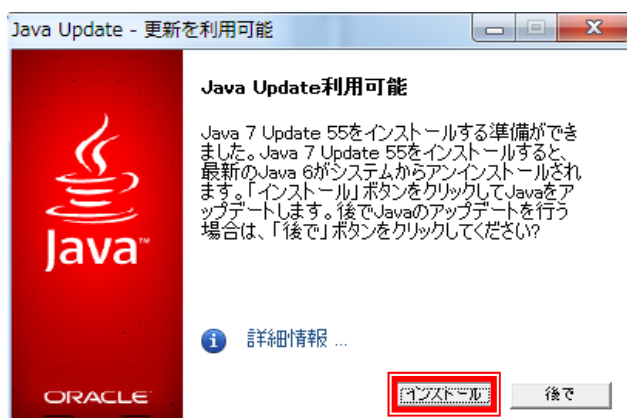 Java Update - 更新を利用可能
Java Update利用可能
Java 7 Update 55をインストールする準備ができ
ました。Java 7 Update 55をインストールすると、
最新のJava 6がシステムからアンインストールされ
ます。「インストール」ボタンをクリックしてJavaをア
ップデートします。後でJavaのアップデートを行う
場合は、「後で」ボタンをクリックしてください?
Java™
詳細情報 ...
ORACLE
インストール
後で